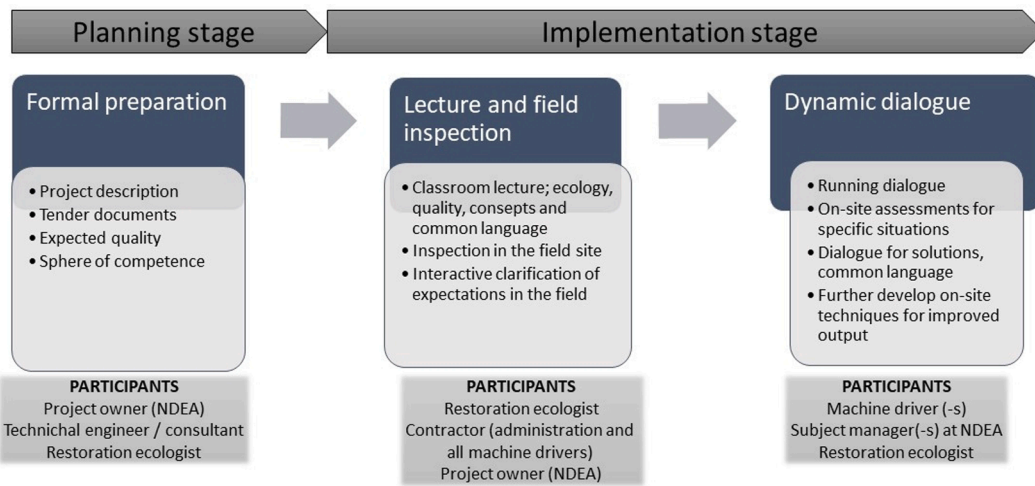 Planning stage
Implementation stage
Formal preparation
• Project description
• Tender documents
• Expected quality
• Sphere of competence
PARTICIPANTS
Project owner (NDEA)
Technichal engineer / consultant
Restoration ecologist
Lecture and field
inspection
• Classroom lecture; ecology,
quality, concepts and
common language
• Inspection in the field site
• Interactive clarification of
expectations in the field
PARTICIPANTS
Restoration ecologist
Contractor (administration and
all machine drivers)
Project owner (NDEA)
Dynamic dialogue
• Running dialogue
• On-site assessments for
specific situations
• Dialogue for solutions,
common language
• Further develop on-site
techniques for improved
output
PARTICIPANTS
Machine driver (-s)
Subject manager(-s) at NDEA
Restoration ecologist